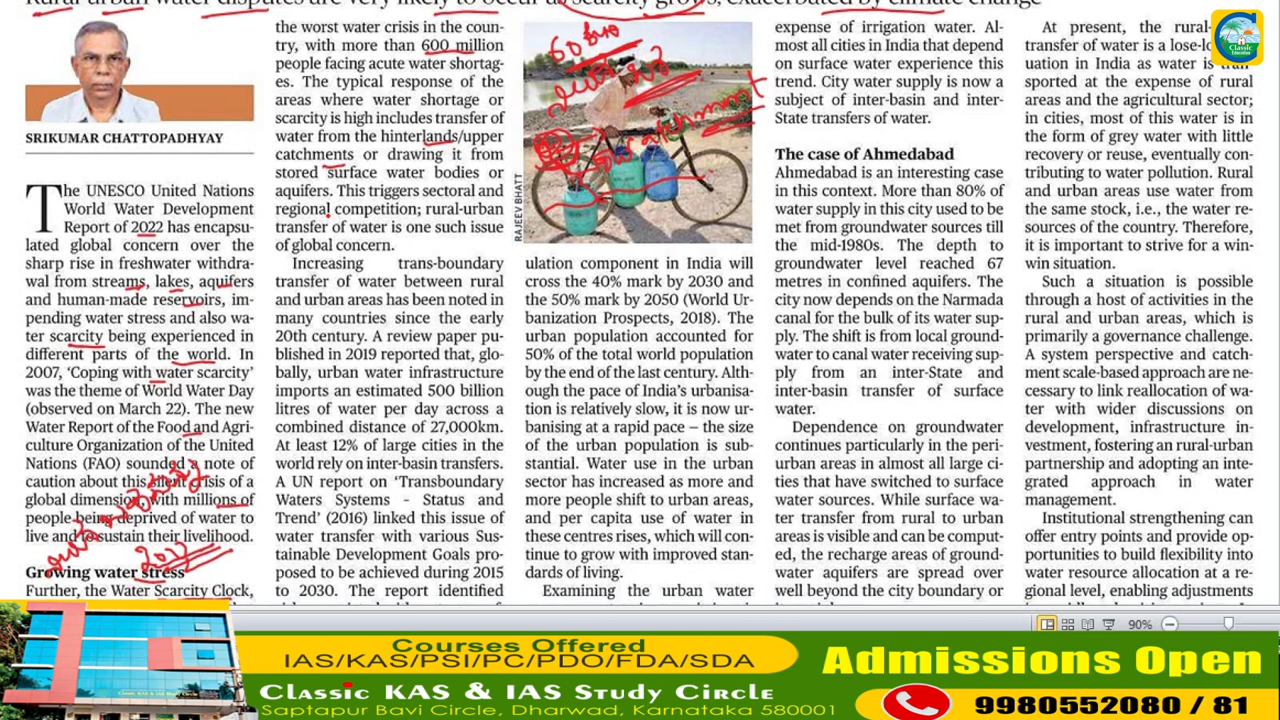 Rural-urban water disputes are very likely to occur as scarcity grows, exacerbated by climate change
SRIKUMAR CHATTOPADHYAY
The UNESCO United Nations
World Water Development
Report of 2022 has encapsu-
lated global concern over the
sharp rise in freshwater withdra-
wal from streams, lakes, aquifers
and human-made reservoirs, im-
pending water stress and also wa-
ter scarcity being experienced in
different parts of the world. In
2007, ‘Coping with water scarcity’
was the theme of World Water Day
(observed on March 22). The new
Water Report of the Food and Agri-
culture Organization of the United
Nations (FAO) sounded a note of
caution about this silent crisis of a
global dimension, with millions of
people being deprived of water to
live and to sustain their livelihood.
2027
Growing water stress
Further, the Water Scarcity Clock,
the worst water crisis in the coun-
try, with more than 600 million
people facing acute water shortag-
es. The typical response of the
areas where water shortage or
scarcity is high includes transfer of
water from the hinterlands/upper
catchments or drawing it from
stored surface water bodies or
aquifers. This triggers sectoral and
regional competition; rural-urban
transfer of water is one such issue
of global concern.
Increasing trans-boundary
transfer of water between rural
and urban areas has been noted in
many countries since the early
20th century. A review paper pu-
blished in 2019 reported that, glo-
bally, urban water infrastructure
imports an estimated 500 billion
litres of water per day across a
combined distance of 27,000km.
At least 12% of large cities in the
world rely on inter-basin transfers.
A UN report on ‘Transboundary
Waters Systems – Status and
Trend’ (2016) linked this issue of
water transfer with various Sus-
tainable Development Goals pro-
posed to be achieved during 2015
to 2030. The report identified
catchment
RAJEEV BHATT
ulation component in India will
cross the 40% mark by 2030 and
the 50% mark by 2050 (World Ur-
banization Prospects, 2018). The
urban population accounted for
50% of the total world population
by the end of the last century. Alth-
ough the pace of India’s urbanisa-
tion is relatively slow, it is now ur-
banising at a rapid pace – the size
of the urban population is sub-
stantial. Water use in the urban
sector has increased as more and
more people shift to urban areas,
and per capita use of water in
these centres rises, which will con-
tinue to grow with improved stan-
dards of living.
Examining the urban water
expense of irrigation water. Al-
most all cities in India that depend
on surface water experience this
trend. City water supply is now a
subject of inter-basin and inter-
State transfers of water.
The case of Ahmedabad
Ahmedabad is an interesting case
in this context. More than 80% of
water supply in this city used to be
met from groundwater sources till
the mid-1980s. The depth to
groundwater level reached 67
metres in confined aquifers. The
city now depends on the Narmada
canal for the bulk of its water sup-
ply. The shift is from local ground-
water to canal water receiving sup-
ply from an inter-State and
inter-basin transfer of surface
water.
Dependence on groundwater
continues particularly in the peri-
urban areas in almost all large ci-
ties that have switched to surface
water sources. While surface wa-
ter transfer from rural to urban
areas is visible and can be comput-
ed, the recharge areas of ground-
water aquifers are spread over
well beyond the city boundary or
At present, the rural-
transfer of water is a lose-lo
uation in India as water is tran-
sported at the expense of rural
areas and the agricultural sector;
in cities, most of this water is in
the form of grey water with little
recovery or reuse, eventually con-
tributing to water pollution. Rural
and urban areas use water from
the same stock, i.e., the water re-
sources of the country. Therefore,
it is important to strive for a win-
win situation.
Such a situation is possible
through a host of activities in the
rural and urban areas, which is
primarily a governance challenge.
A system perspective and catch-
ment scale-based approach are ne-
cessary to link reallocation of wa-
ter with wider discussions on
development, infrastructure in-
vestment, fostering an rural-urban
partnership and adopting an inte-
grated approach in water
management.
Institutional strengthening can
offer entry points and provide op-
portunities to build flexibility into
water resource allocation at a re-
gional level, enabling adjustments
Classic
Education
90%
Courses Offered
IAS/KAS/PSI/PC/PDO/FDA/SDA
Classic KAS & IAS Study Circle
Saptapur Bavi Circle, Dharwad, Karnataka 580001
Admissions Open
9980552080 / 81